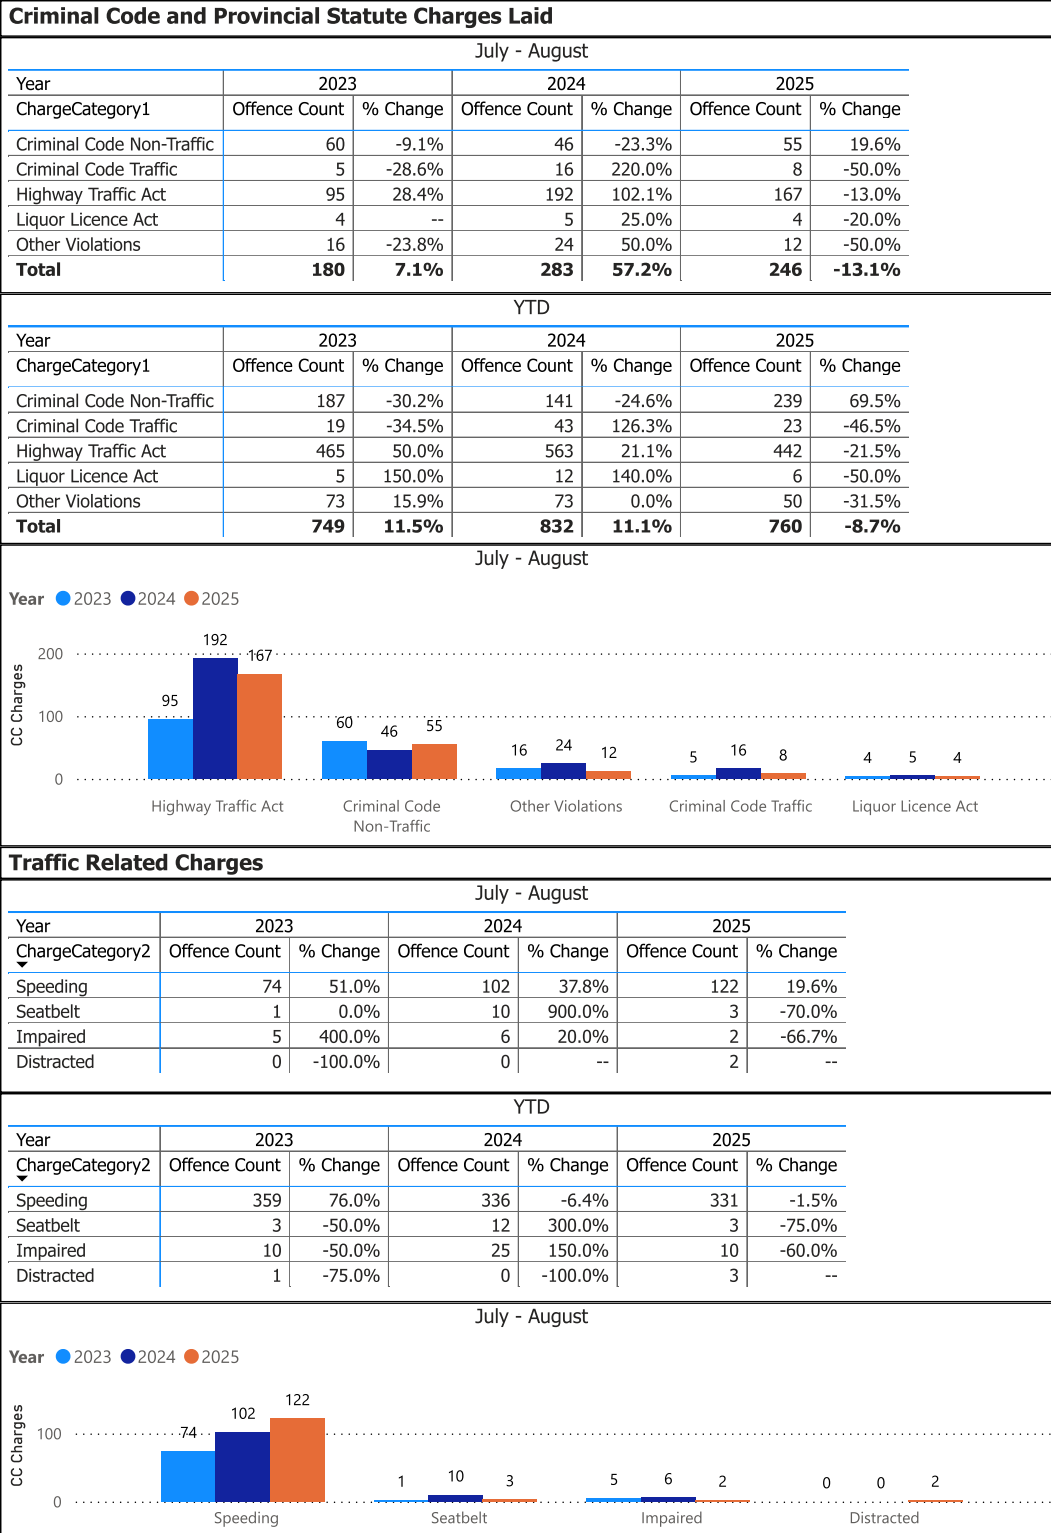 Criminal Code and Provincial Statute Charges Laid
July - August
Year 2023 2024 2025
ChargeCategory1 Offence Count % Change Offence Count % Change Offence Count % Change
Criminal Code Non-Traffic 60 -9.1% 46 -23.3% 55 19.6%
Criminal Code Traffic 5 -28.6% 16 220.0% 8 -50.0%
Highway Traffic Act 95 28.4% 192 102.1% 167 -13.0%
Liquor Licence Act 4 -- 5 25.0% 4 -20.0%
Other Violations 16 -23.8% 24 50.0% 12 -50.0%
Total 180 7.1% 283 57.2% 246 -13.1%
YTD
Year 2023 2024 2025
ChargeCategory1 Offence Count % Change Offence Count % Change Offence Count % Change
Criminal Code Non-Traffic 187 -30.2% 141 -24.6% 239 69.5%
Criminal Code Traffic 19 -34.5% 43 126.3% 23 -46.5%
Highway Traffic Act 465 50.0% 563 21.1% 442 -21.5%
Liquor Licence Act 5 150.0% 12 140.0% 6 -50.0%
Other Violations 73 15.9% 73 0.0% 50 -31.5%
Total 749 11.5% 832 11.1% 760 -8.7%
July - August
Year 2023 2024 2025
CC Charges
200
100
0
95 192 167
60 46 55
16 24 12
5 16 8
4 5 4
Highway Traffic Act Criminal Code Other Violations Criminal Code Traffic Liquor Licence Act
Non-Traffic
Traffic Related Charges
July - August
Year 2023 2024 2025
ChargeCategory2 Offence Count % Change Offence Count % Change Offence Count % Change
Speeding 74 51.0% 102 37.8% 122 19.6%
Seatbelt 1 0.0% 10 900.0% 3 -70.0%
Impaired 5 400.0% 6 20.0% 2 -66.7%
Distracted 0 -100.0% 0 -- 2 --
YTD
Year 2023 2024 2025
ChargeCategory2 Offence Count % Change Offence Count % Change Offence Count % Change
Speeding 359 76.0% 336 -6.4% 331 -1.5%
Seatbelt 3 -50.0% 12 300.0% 3 -75.0%
Impaired 10 -50.0% 25 150.0% 10 -60.0%
Distracted 1 -75.0% 0 -100.0% 3 --
July - August
Year 2023 2024 2025
CC Charges
100
0
74 102 122
1 10 3
5 6 2
0 0 2
Speeding Seatbelt Impaired Distracted